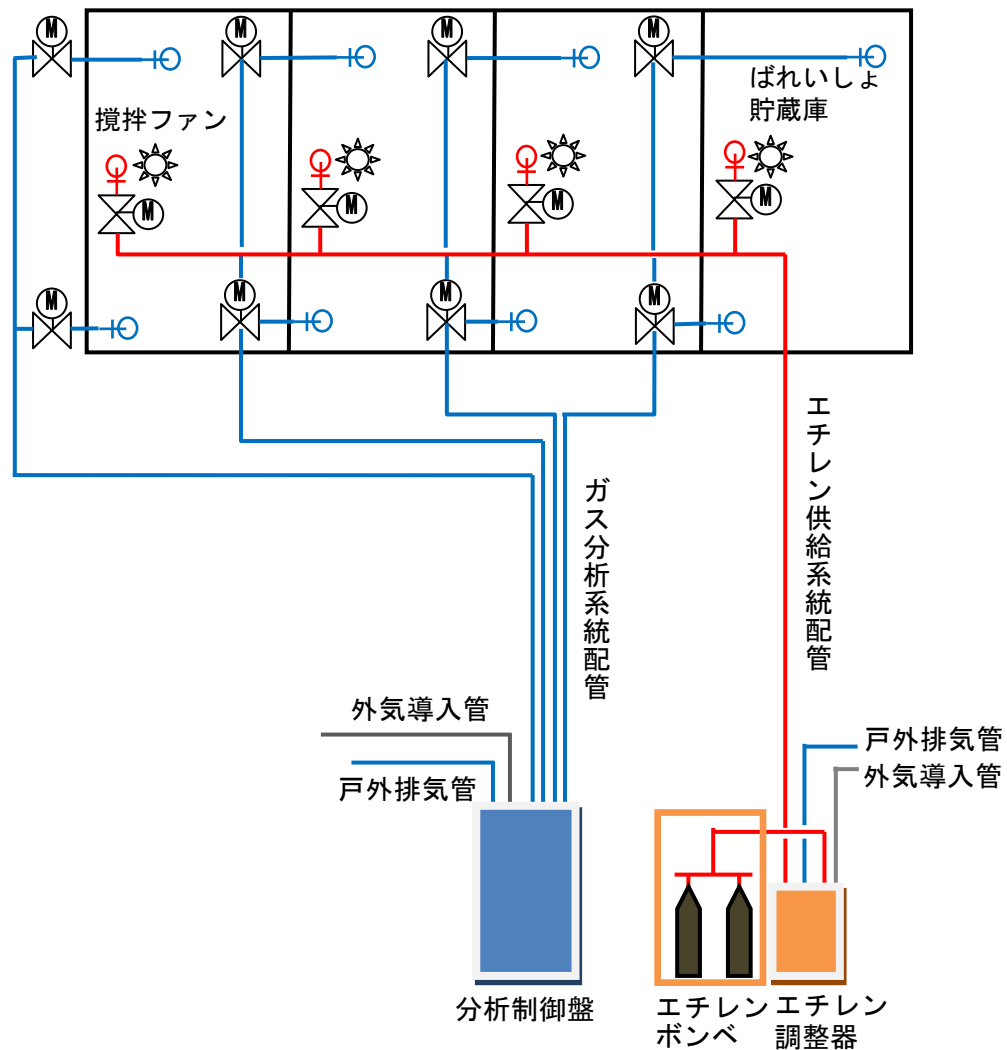 M
M
M
M
ばれいしょ
貯蔵庫
撹拌ファン
M
M
M
M
M
M
M
M
エチレン供給系統配管
ガス分析系統配管
外気導入管
戸外排気管
戸外排気管
外気導入管
分析制御盤
エチレン
ボンベ
エチレン
調整器